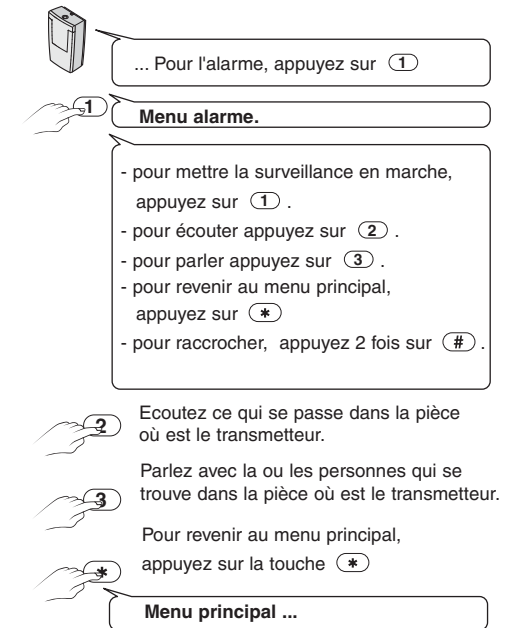 ... Pour l'alarme, appuyez sur 1
1
Menu alarme.
- pour mettre la surveillance en marche,
appuyez sur 1 .
- pour écouter appuyez sur 2 .
- pour parler appuyez sur 3 .
- pour revenir au menu principal,
appuyez sur *
- pour raccrocher, appuyez 2 fois sur # .
2
Ecoutez ce qui se passe dans la pièce
où est le transmetteur.
3
Parlez avec la ou les personnes qui se
trouve dans la pièce où est le transmetteur.
Pour revenir au menu principal,
appuyez sur la touche *
*
Menu principal ...